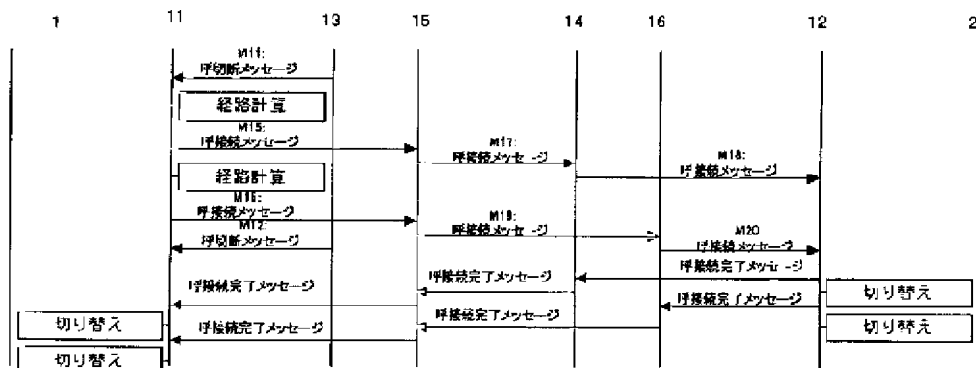 1 11 13 15 14 16 12 2
M11:
呼切断メッセージ
経路計算
M15:
呼接続メッセージ
M17:
呼接続メッセージ
M18:
呼接続メッセージ
経路計算
M16:
呼接続メッセージ
M12:
呼切断メッセージ
M19:
呼接続メッセージ
M20
呼接続メッセージ
呼接続完了メッセージ
呼接続完了メッセージ
呼接続完了メッセージ
呼接続完了メッセージ
切り替え
切り替え
呼接続完了メッセージ
呼接続完了メッセージ
切り替え
切り替え